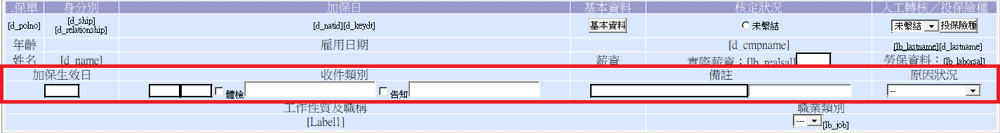 .保單 身分別 加保日 基本資料 核定狀況 人工轉核／投保險種
[d_polno] [d_ship] [d_relationship] [d_natid][d_keydt] 基本資料 未繫結 未繫結 投保險種
年齡 雇用日期 [d_cmpname] [lb_lastname][d_lastname]
姓名 [d_name] 薪資 實際薪資：[lb_realsal] 勞保資料：[lb_laborsal]
加保生效日 收件類別 備註 原因狀況
體檢 告知 --
工作性質及職稱 職業類別
[Label1] --- [lb_job]